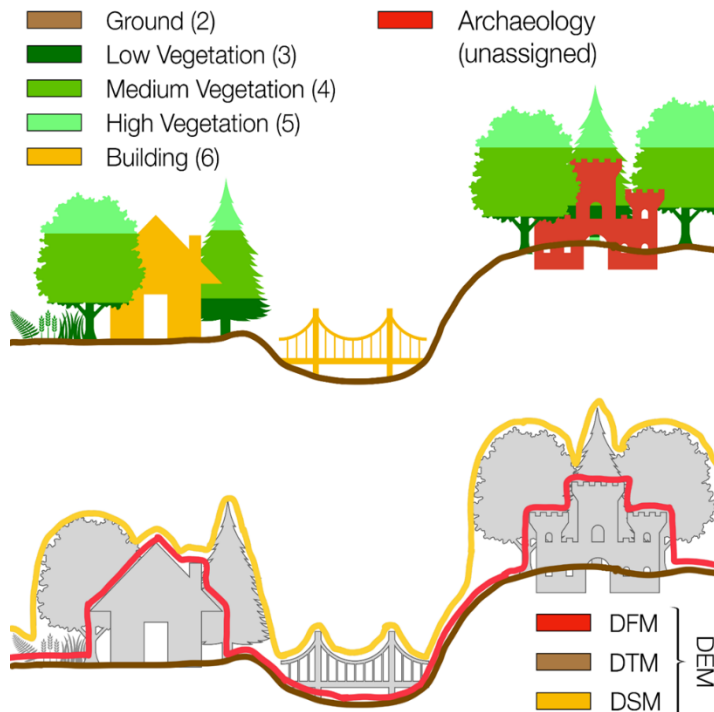 Ground (2)
Low Vegetation (3)
Medium Vegetation (4)
High Vegetation (5)
Building (6)
Archaeology
(unassigned)
DFM
DTM
DSM
DEM